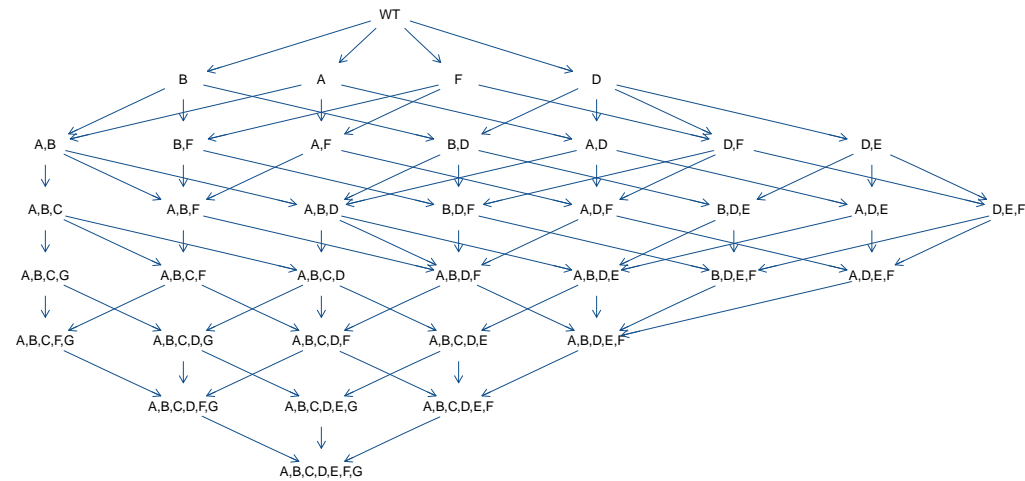 WT
B A F D
A,B B,F A,F B,D A,D D,F D,E
A,B,C A,B,F A,B,D B,D,F A,D,F B,D,E A,D,E D,E,F
A,B,C,G A,B,C,F A,B,C,D A,B,D,F A,B,D,E B,D,E,F A,D,E,F
A,B,C,F,G A,B,C,D,G A,B,C,D,F A,B,C,D,E A,B,D,E,F
A,B,C,D,F,G A,B,C,D,E,G A,B,C,D,E,F
A,B,C,D,E,F,G